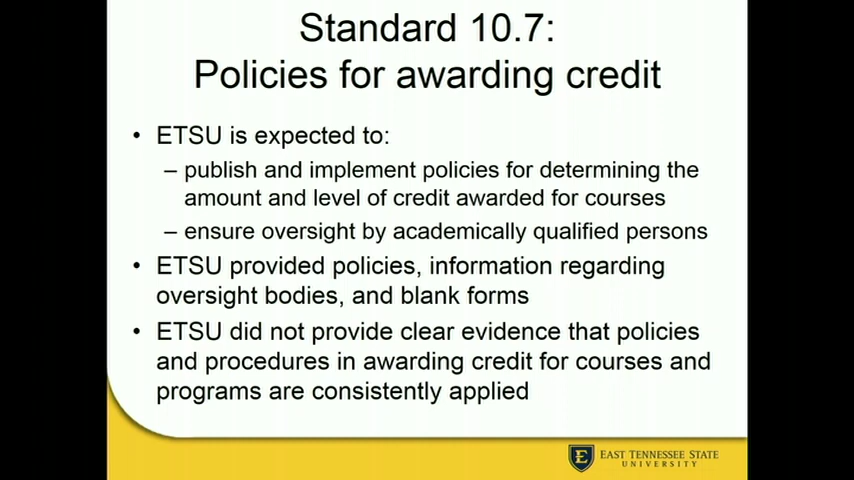 Standard 10.7:
Policies for awarding credit
• ETSU is expected to:
– publish and implement policies for determining the
amount and level of credit awarded for courses
– ensure oversight by academically qualified persons
• ETSU provided policies, information regarding
oversight bodies, and blank forms
• ETSU did not provide clear evidence that policies
and procedures in awarding credit for courses and
programs are consistently applied
E
EAST TENNESSEE STATE
UNIVERSITY